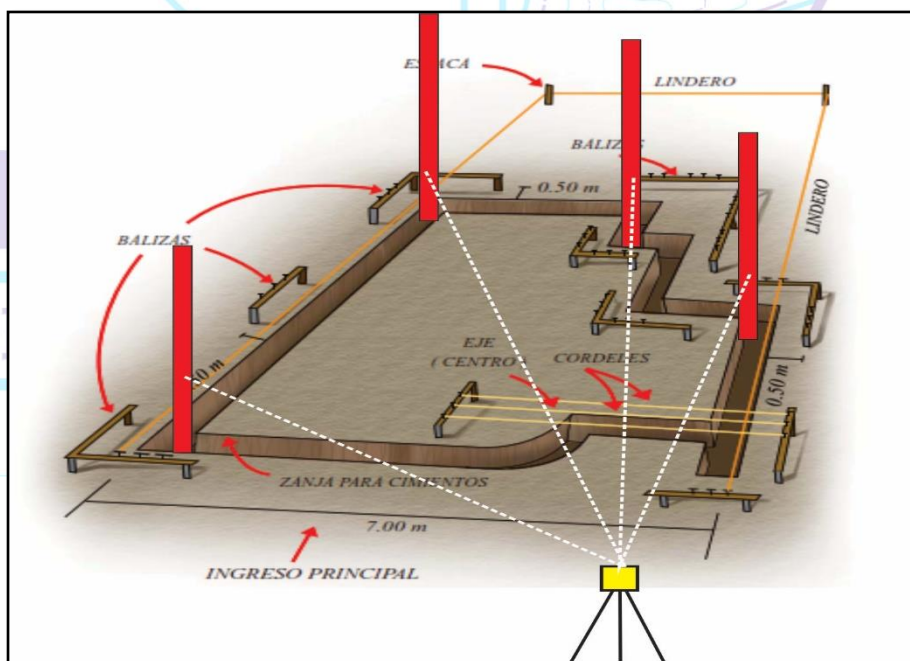 LINDERO
BALIZAS
0.50 m
LINDERO
BALIZAS
EJE
( CENTRO )
CORDELES
0.50 m
ZANJA PARA CIMIENTOS
7.00 m
INGRESO PRINCIPAL